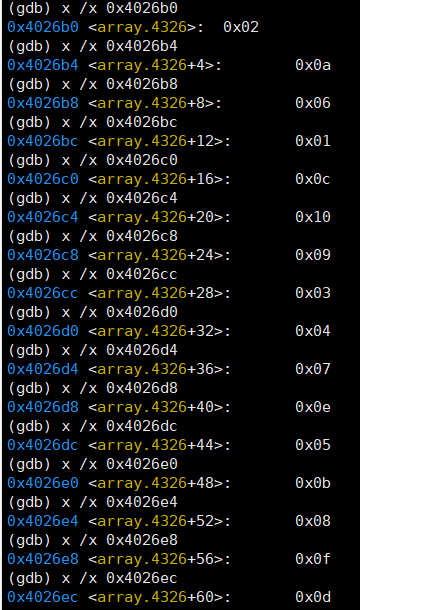 (gdb) x /x 0x4026b0
0x4026b0 <array.4326>:  0x02
(gdb) x /x 0x4026b4
0x4026b4 <array.4326+4>:        0x0a
(gdb) x /x 0x4026b8
0x4026b8 <array.4326+8>:        0x06
(gdb) x /x 0x4026bc
0x4026bc <array.4326+12>:       0x01
(gdb) x /x 0x4026c0
0x4026c0 <array.4326+16>:       0x0c
(gdb) x /x 0x4026c4
0x4026c4 <array.4326+20>:       0x10
(gdb) x /x 0x4026c8
0x4026c8 <array.4326+24>:       0x09
(gdb) x /x 0x4026cc
0x4026cc <array.4326+28>:       0x03
(gdb) x /x 0x4026d0
0x4026d0 <array.4326+32>:       0x04
(gdb) x /x 0x4026d4
0x4026d4 <array.4326+36>:       0x07
(gdb) x /x 0x4026d8
0x4026d8 <array.4326+40>:       0x0e
(gdb) x /x 0x4026dc
0x4026dc <array.4326+44>:       0x05
(gdb) x /x 0x4026e0
0x4026e0 <array.4326+48>:       0x0b
(gdb) x /x 0x4026e4
0x4026e4 <array.4326+52>:       0x08
(gdb) x /x 0x4026e8
0x4026e8 <array.4326+56>:       0x0f
(gdb) x /x 0x4026ec
0x4026ec <array.4326+60>:       0x0d